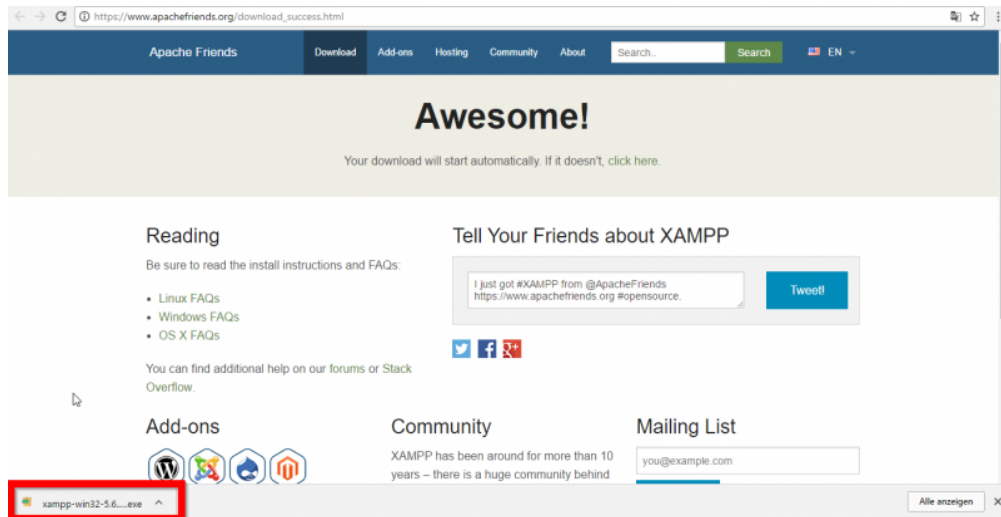 https://www.apachefriends.org/download_success.html
Apache Friends Download Add-ons Hosting Community About Search.. Search EN
Awesome!
Your download will start automatically. If it doesn't, click here.
Reading
Be sure to read the install instructions and FAQs:
Linux FAQs
Windows FAQs
OS X FAQs
You can find additional help on our forums or Stack
Overflow.
Tell Your Friends about XAMPP
I just got #XAMPP from @ApacheFriends
https://www.apachefriends.org #opensource.
Tweet!
Add-ons
Community
XAMPP has been around for more than 10
years – there is a huge community behind
Mailing List
you@example.com
xampp-win32-5.6....exe
Alle anzeigen